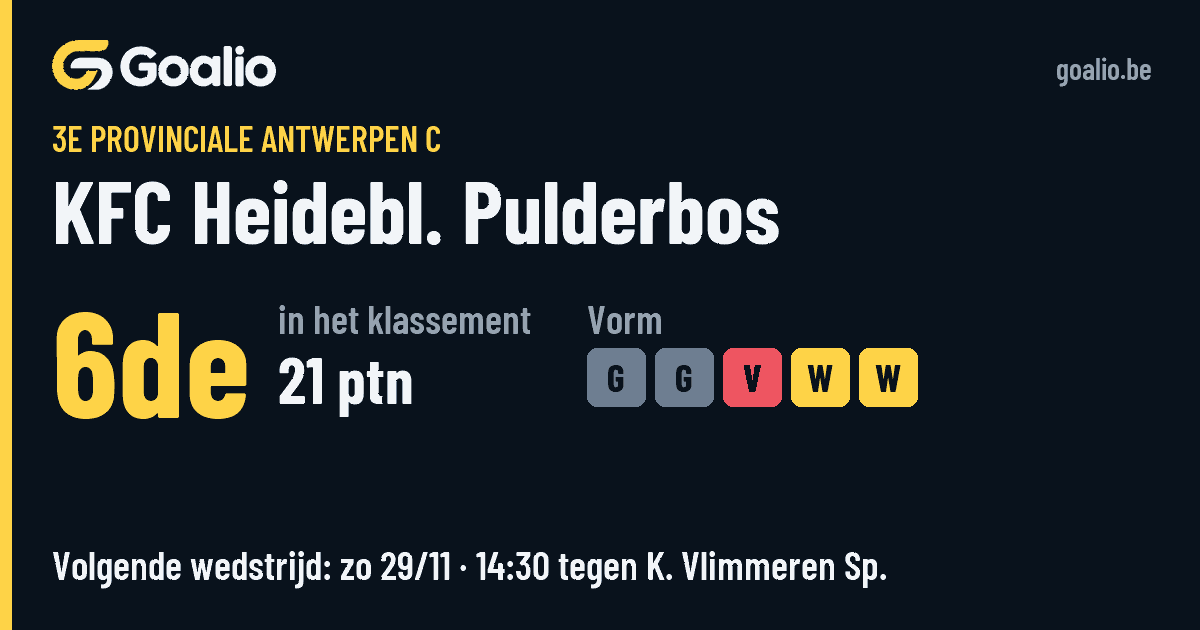 Goalio
goalio.be
3E PROVINCIALE ANTWERPEN C
KFC Heidebl. Pulderbos
6de
in het klassement
21 ptn
Vorm
G G V W W
Volgende wedstrijd: zo 29/11 · 14:30 tegen K. Vlimmeren Sp.